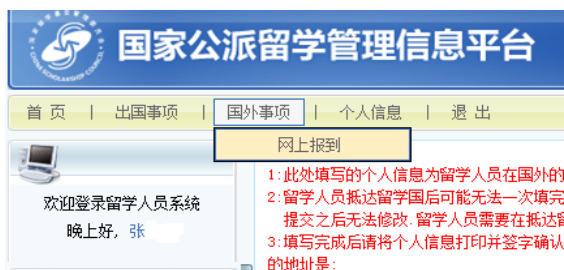 国家公派留学管理信息平台
首 页 | 出国事项 | 国外事项 | 个人信息 | 退 出
网上报到
欢迎登录留学人员系统
晚上好, 张
1:此处填写的个人信息为留学人员在国外的
2:留学人员抵达留学国后可能无法一次填完
提交之后无法修改.留学人员需要在抵达留
3:填写完成后请将个人信息打印并签字确认
的地址是: